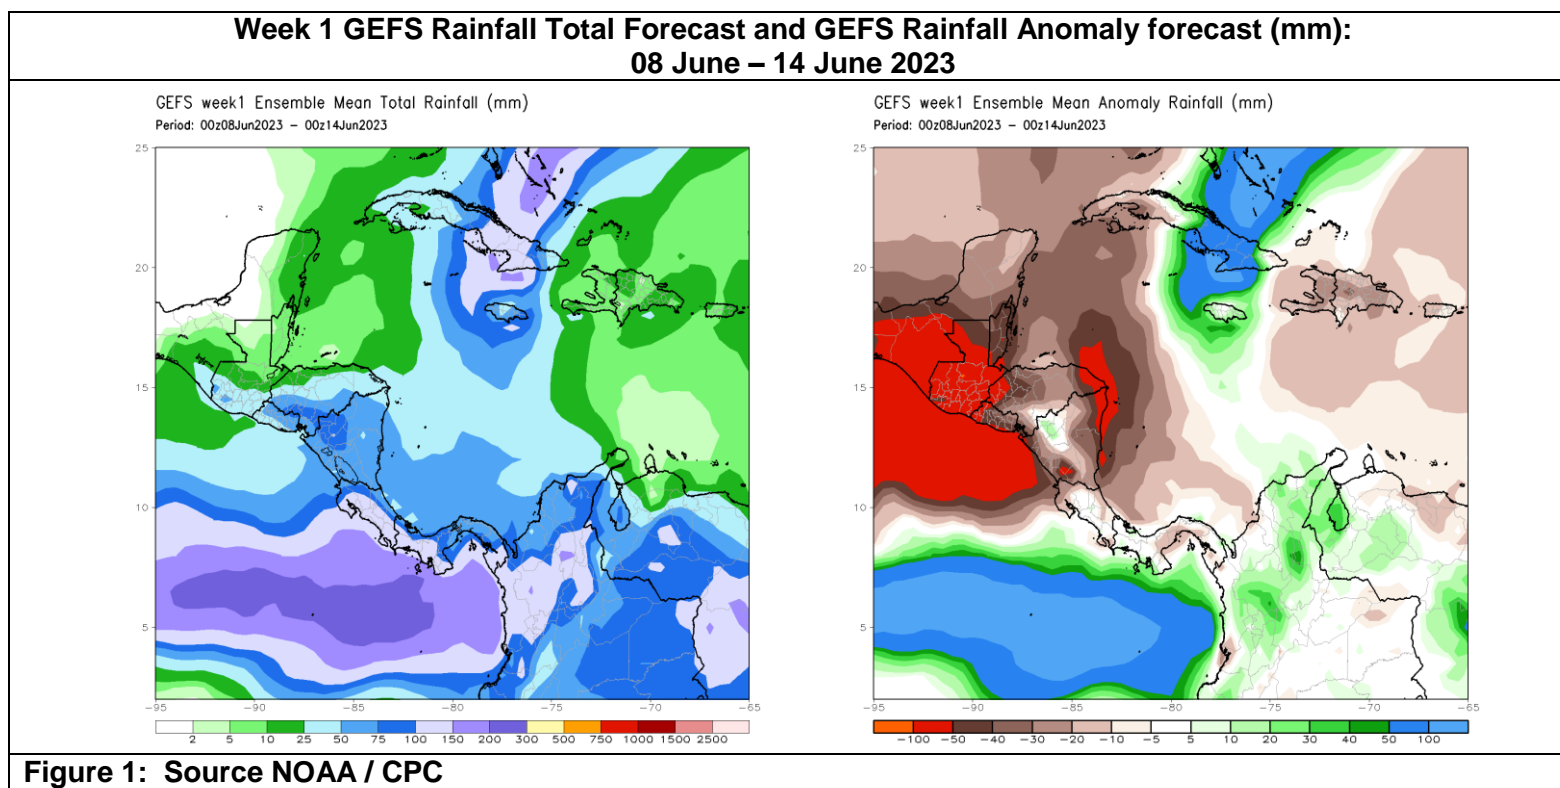 Week 1 GEFS Rainfall Total Forecast and GEFS Rainfall Anomaly forecast (mm):
08 June – 14 June 2023
GEFS week1 Ensemble Mean Total Rainfall (mm)
Period: 00z08Jun2023 – 00z14Jun2023
25
20
15
10
5
-95 -90 -85 -80 -75 -70 -65
2 5 10 25 50 75 100 150 200 300 500 750 1000 1500 2500
GEFS week1 Ensemble Mean Anomaly Rainfall (mm)
Period: 00z08Jun2023 – 00z14Jun2023
25
20
15
10
5
-95 -90 -85 -80 -75 -70 -65
-100 -50 -40 -30 -20 -10 -5 5 10 20 30 40 50 100
Figure 1: Source NOAA / CPC